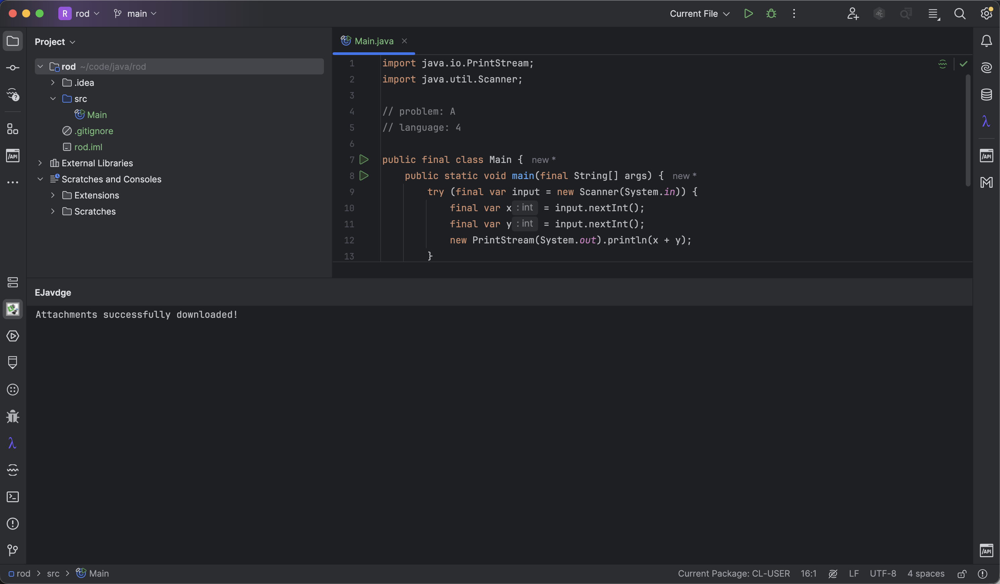 R rod main Current File
Project
rod ~/code/java/rod
.idea
src
Main
.gitignore
rod.iml
External Libraries
Scratches and Consoles
Extensions
Scratches
Main.java
1 import java.io.PrintStream;
2 import java.util.Scanner;
3
4 // problem: A
5 // language: 4
6
7 public final class Main { new *
8 public static void main(final String[] args) { new *
9 try (final var input = new Scanner(System.in)) {
10 final var x : int = input.nextInt();
11 final var y : int = input.nextInt();
12 new PrintStream(System.out).println(x + y);
13 }
/API
/API
EJavdge
Attachments successfully downloaded!
/API
rod > src > Main
Current Package: CL-USER 16:1 LF UTF-8 4 spaces